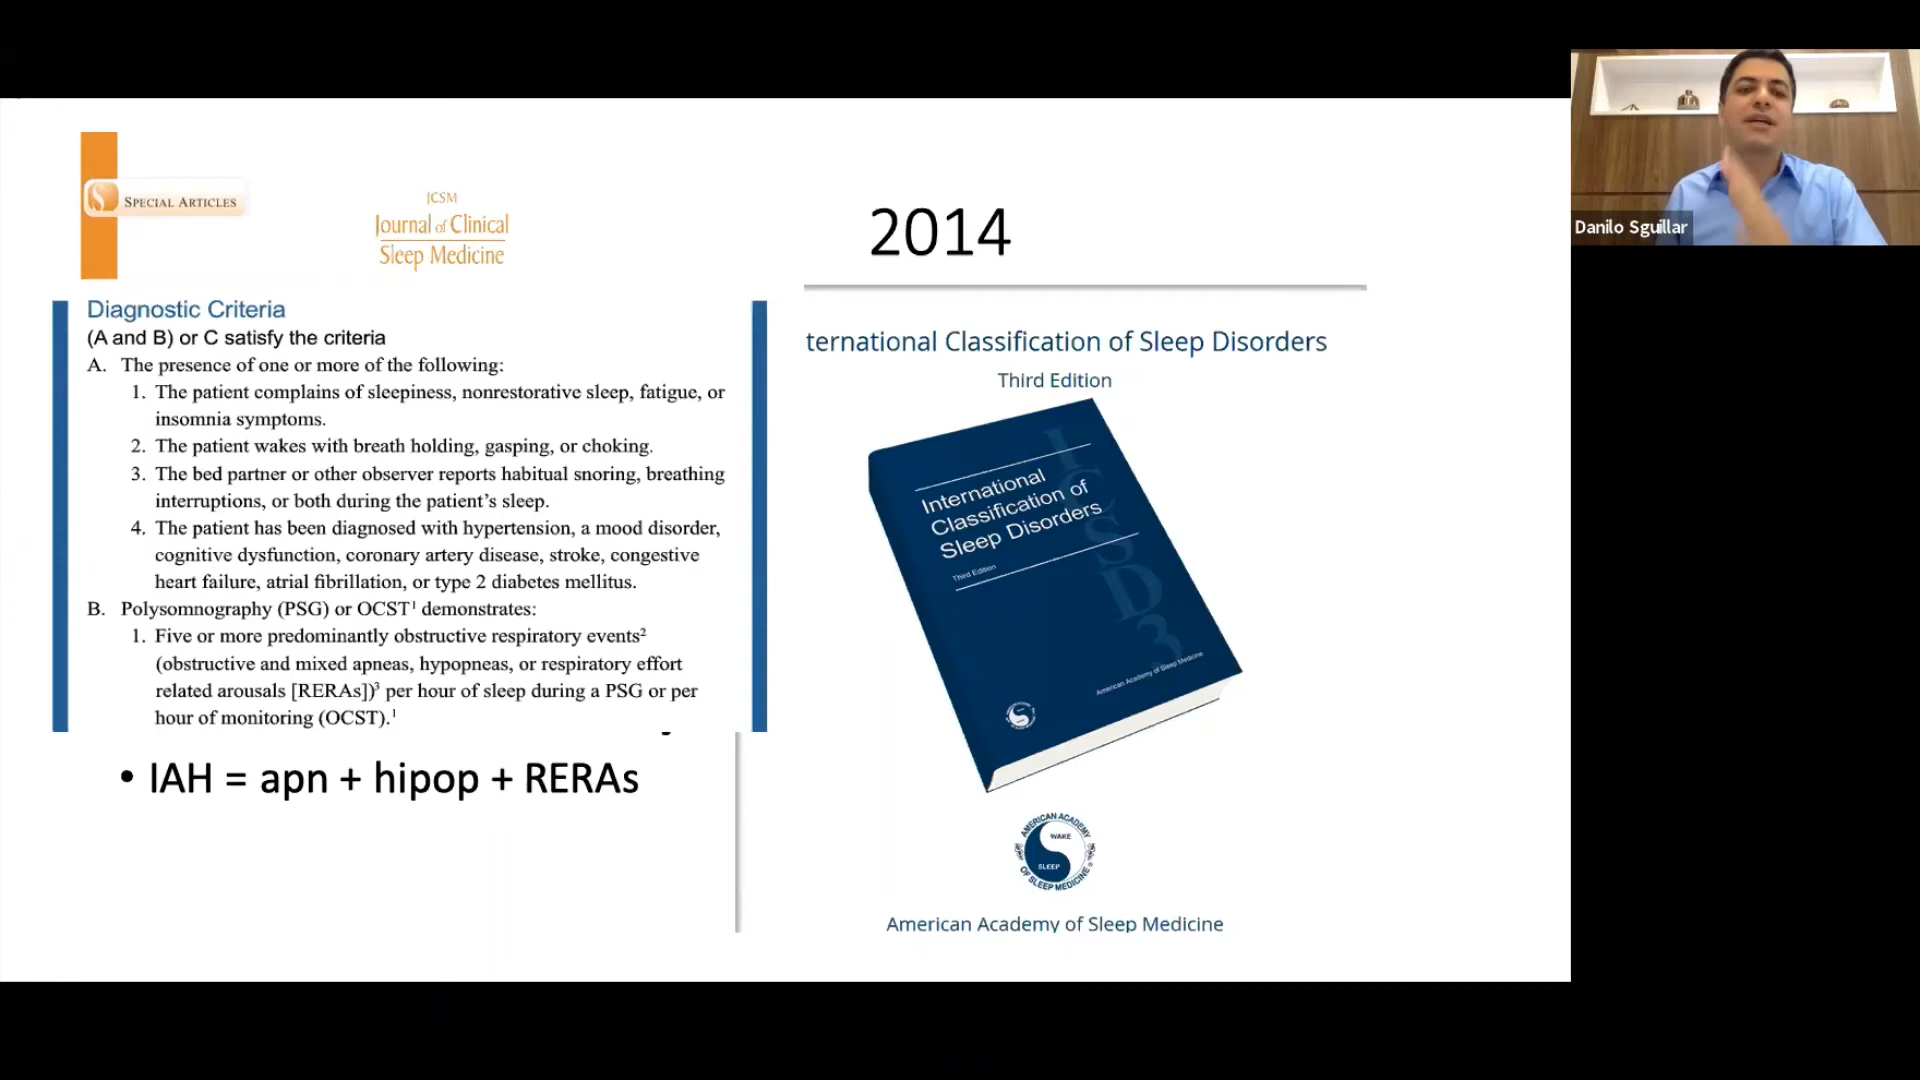 SPECIAL ARTICLES
JCSM
Journal of Clinical
Sleep Medicine
2014
Diagnostic Criteria
(A and B) or C satisfy the criteria
A. The presence of one or more of the following:
1. The patient complains of sleepiness, nonrestorative sleep, fatigue, or
insomnia symptoms.
2. The patient wakes with breath holding, gasping, or choking.
3. The bed partner or other observer reports habitual snoring, breathing
interruptions, or both during the patient's sleep.
4. The patient has been diagnosed with hypertension, a mood disorder,
cognitive dysfunction, coronary artery disease, stroke, congestive
heart failure, atrial fibrillation, or type 2 diabetes mellitus.
B. Polysomnography (PSG) or OCST¹ demonstrates:
1. Five or more predominantly obstructive respiratory events²
(obstructive and mixed apneas, hypopneas, or respiratory effort
related arousals [RERAs])³ per hour of sleep during a PSG or per
hour of monitoring (OCST).¹
• IAH = apn + hipop + RERAs
ternational Classification of Sleep Disorders
Third Edition
International
Classification of
Sleep Disorders
Third Edition
ICSD3
American Academy of Sleep Medicine
AMERICAN ACADEMY
WAKE
SLEEP
OF SLEEP MEDICINE
American Academy of Sleep Medicine
Danilo Sguillar